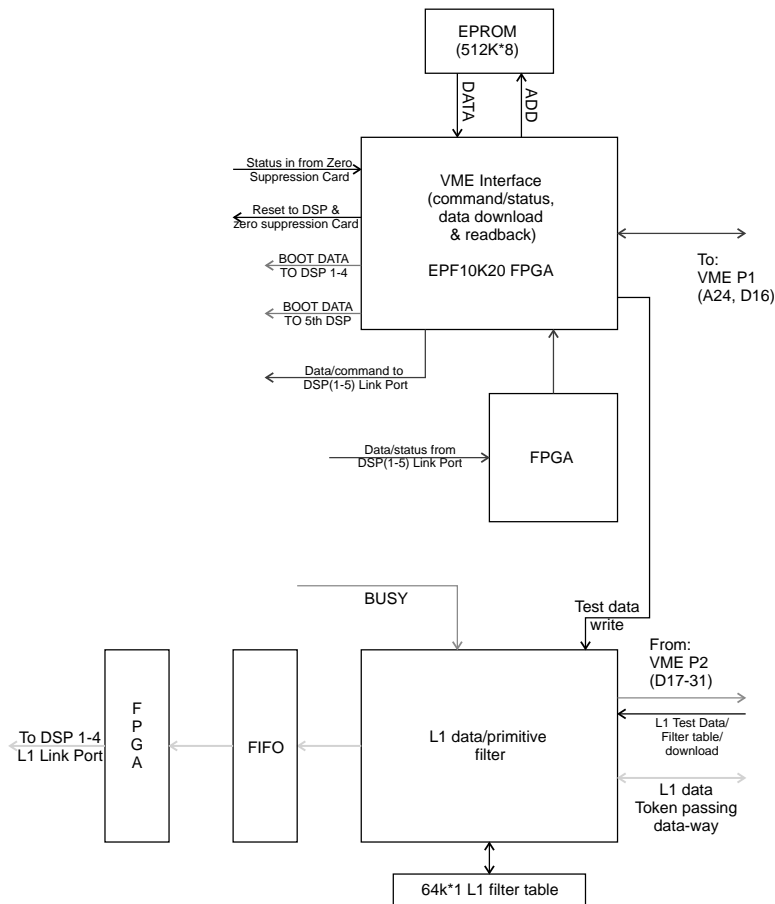 EPROM
(512K*8)
DATA
ADD
Status in from Zero
Suppression Card
Reset to DSP &
zero suppression Card
BOOT DATA
TO DSP 1-4
BOOT DATA
TO 5th DSP
VME Interface
(command/status,
data download
& readback)
EPF10K20 FPGA
To:
VME P1
(A24, D16)
Data/command to
DSP(1-5) Link Port
Data/status from
DSP(1-5) Link Port
FPGA
BUSY
Test data
write
From:
VME P2
(D17-31)
To DSP 1-4
L1 Link Port
F
P
G
A
FIFO
L1 data/primitive
filter
L1 Test Data/
Filter table/
download
L1 data
Token passing
data-way
64k*1 L1 filter table